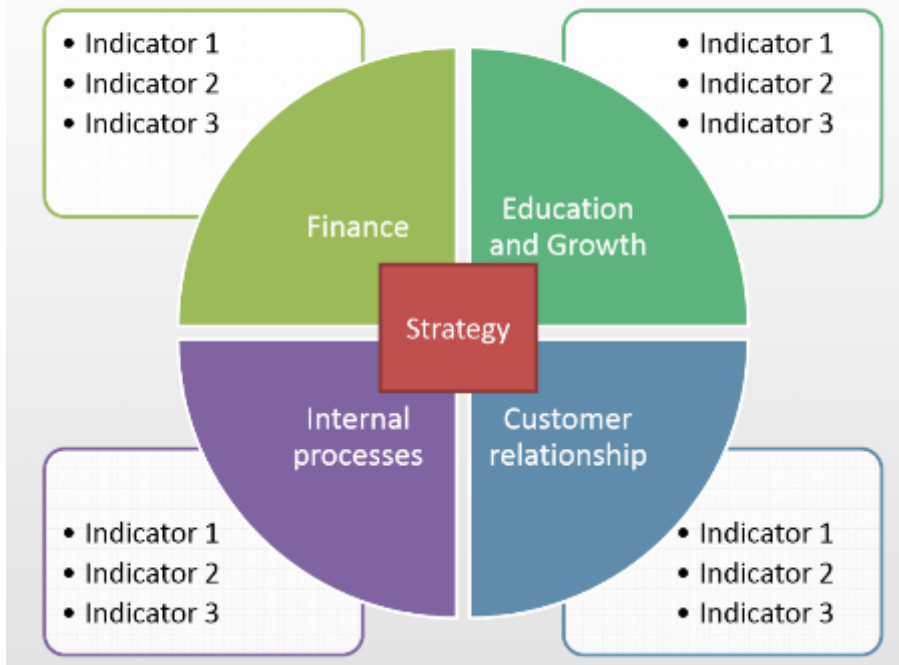 Indicator 1
Indicator 2
Indicator 3
Indicator 1
Indicator 2
Indicator 3
Finance
Education
and Growth
Strategy
Internal
processes
Customer
relationship
Indicator 1
Indicator 2
Indicator 3
Indicator 1
Indicator 2
Indicator 3